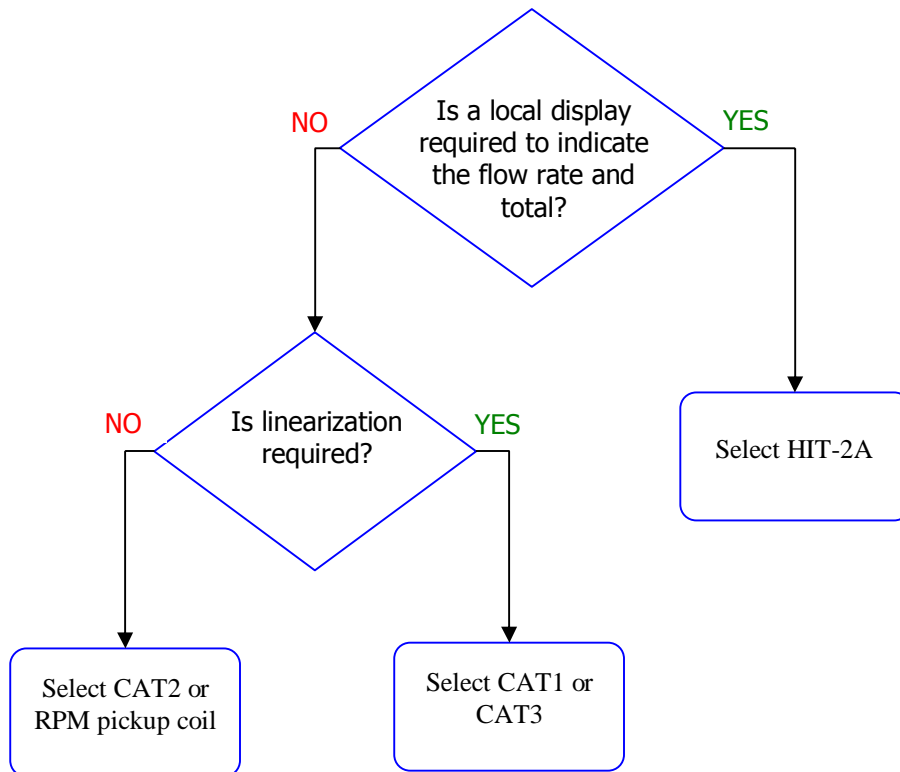 Is a local display
required to indicate
the flow rate and
total?
NO
YES
Is linearization
required?
NO
YES
Select HIT-2A
Select CAT2 or
RPM pickup coil
Select CAT1 or
CAT3